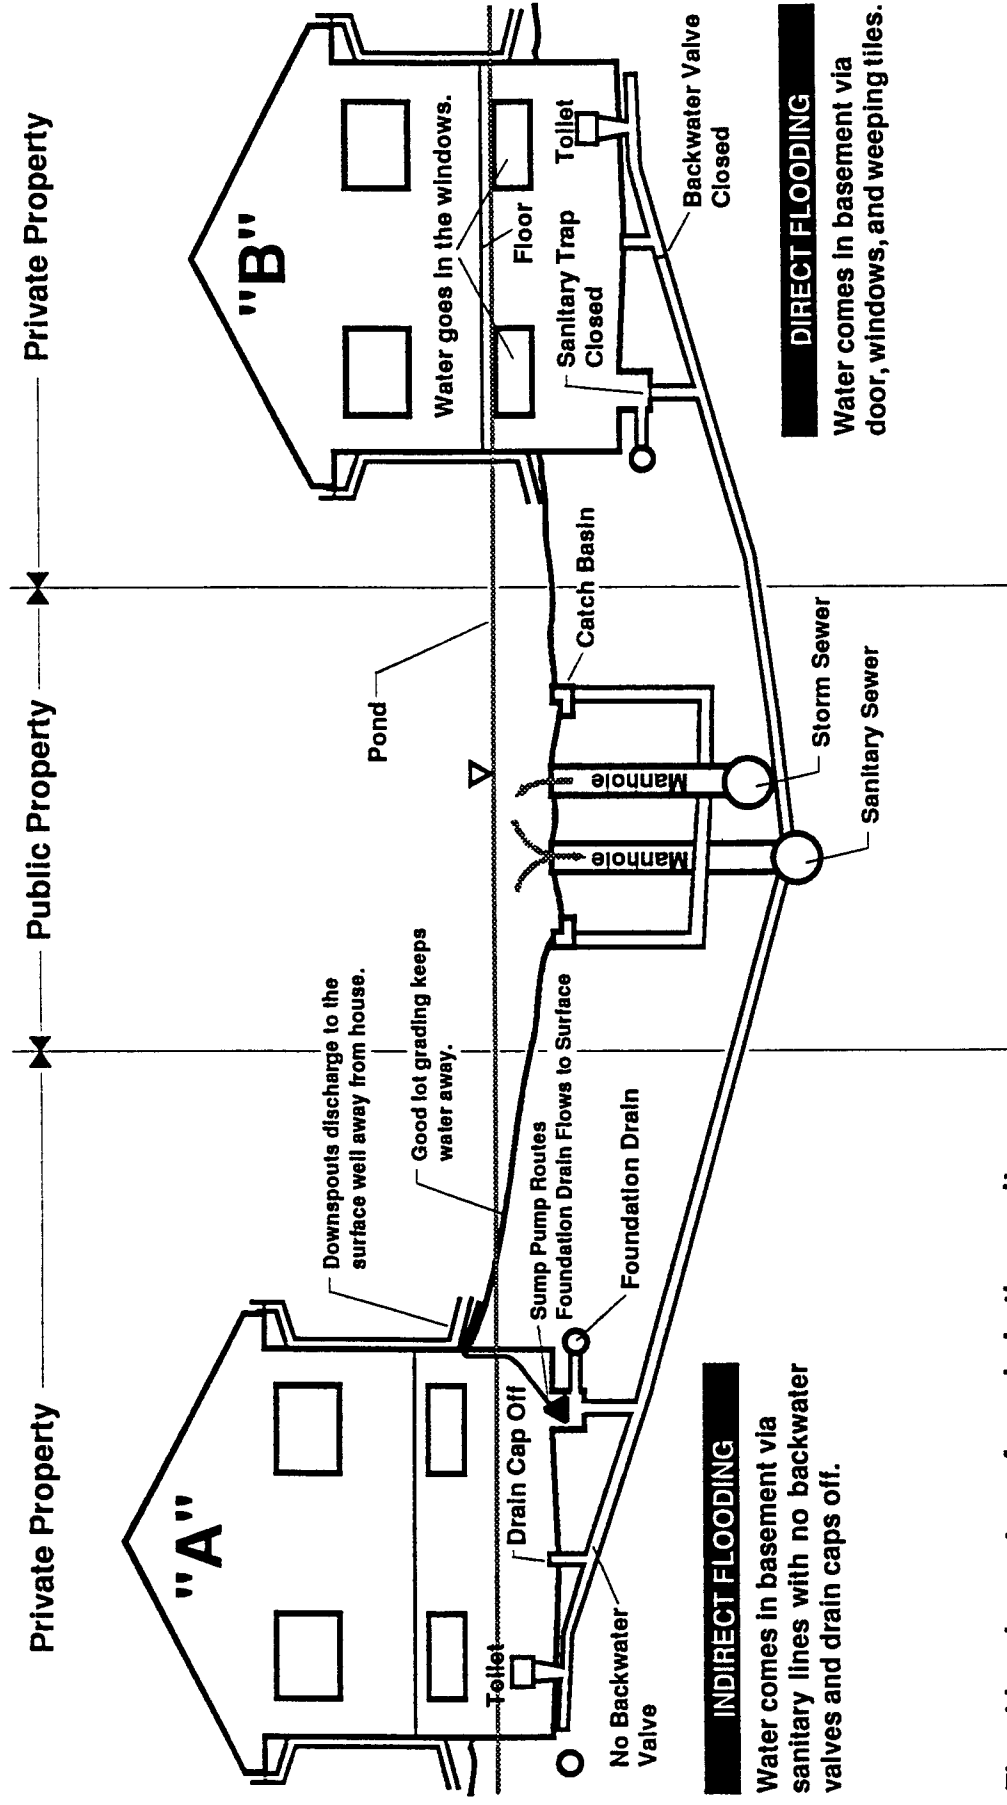 Private Property
Public Property
Private Property
"A"
"B"
Downspouts discharge to the
surface well away from house.
Good lot grading keeps
water away.
Pond
Water goes in the windows.
Floor
Toilet
Toilet
Drain Cap Off
Sump Pump Routes
Foundation Drain Flows to Surface
Foundation Drain
No Backwater
Valve
Manhole
Manhole
Catch Basin
Storm Sewer
Sanitary Sewer
Sanitary Trap
Closed
Backwater Valve
Closed
INDIRECT FLOODING
Water comes in basement via
sanitary lines with no backwater
valves and drain caps off.
DIRECT FLOODING
Water comes in basement via
door, windows, and weeping tiles.